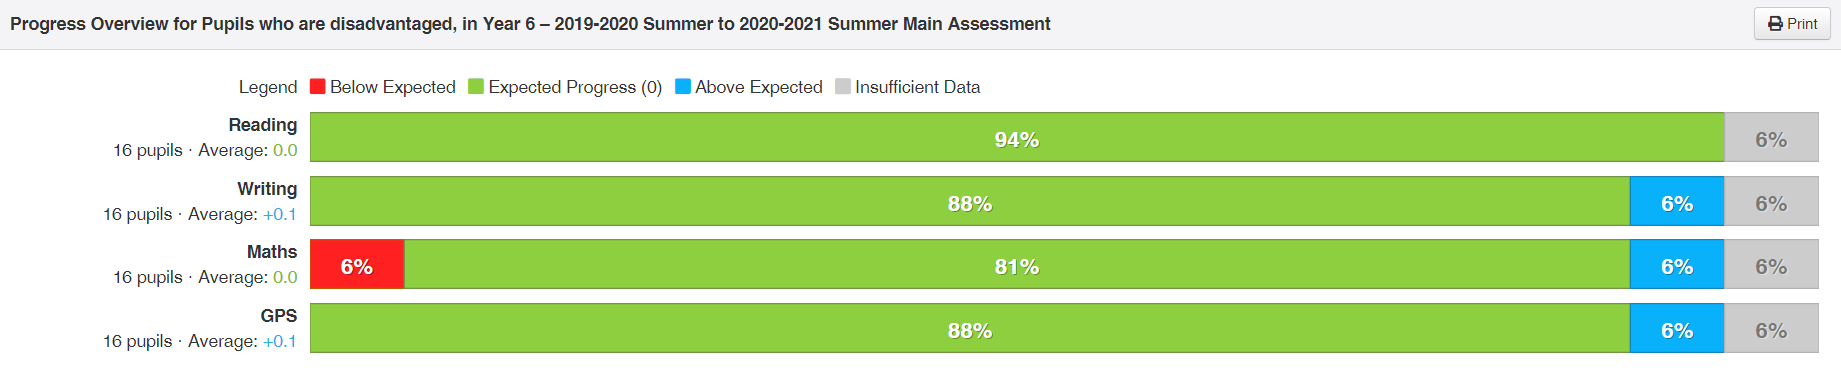 Progress Overview for Pupils who are disadvantaged, in Year 6 – 2019-2020 Summer to 2020-2021 Summer Main Assessment
Print
Legend Below Expected Expected Progress (0) Above Expected Insufficient Data
Reading
16 pupils · Average: 0.0
94% 6%
Writing
16 pupils · Average: +0.1
88% 6% 6%
Maths
16 pupils · Average: 0.0
6% 81% 6% 6%
GPS
16 pupils · Average: +0.1
88% 6% 6%